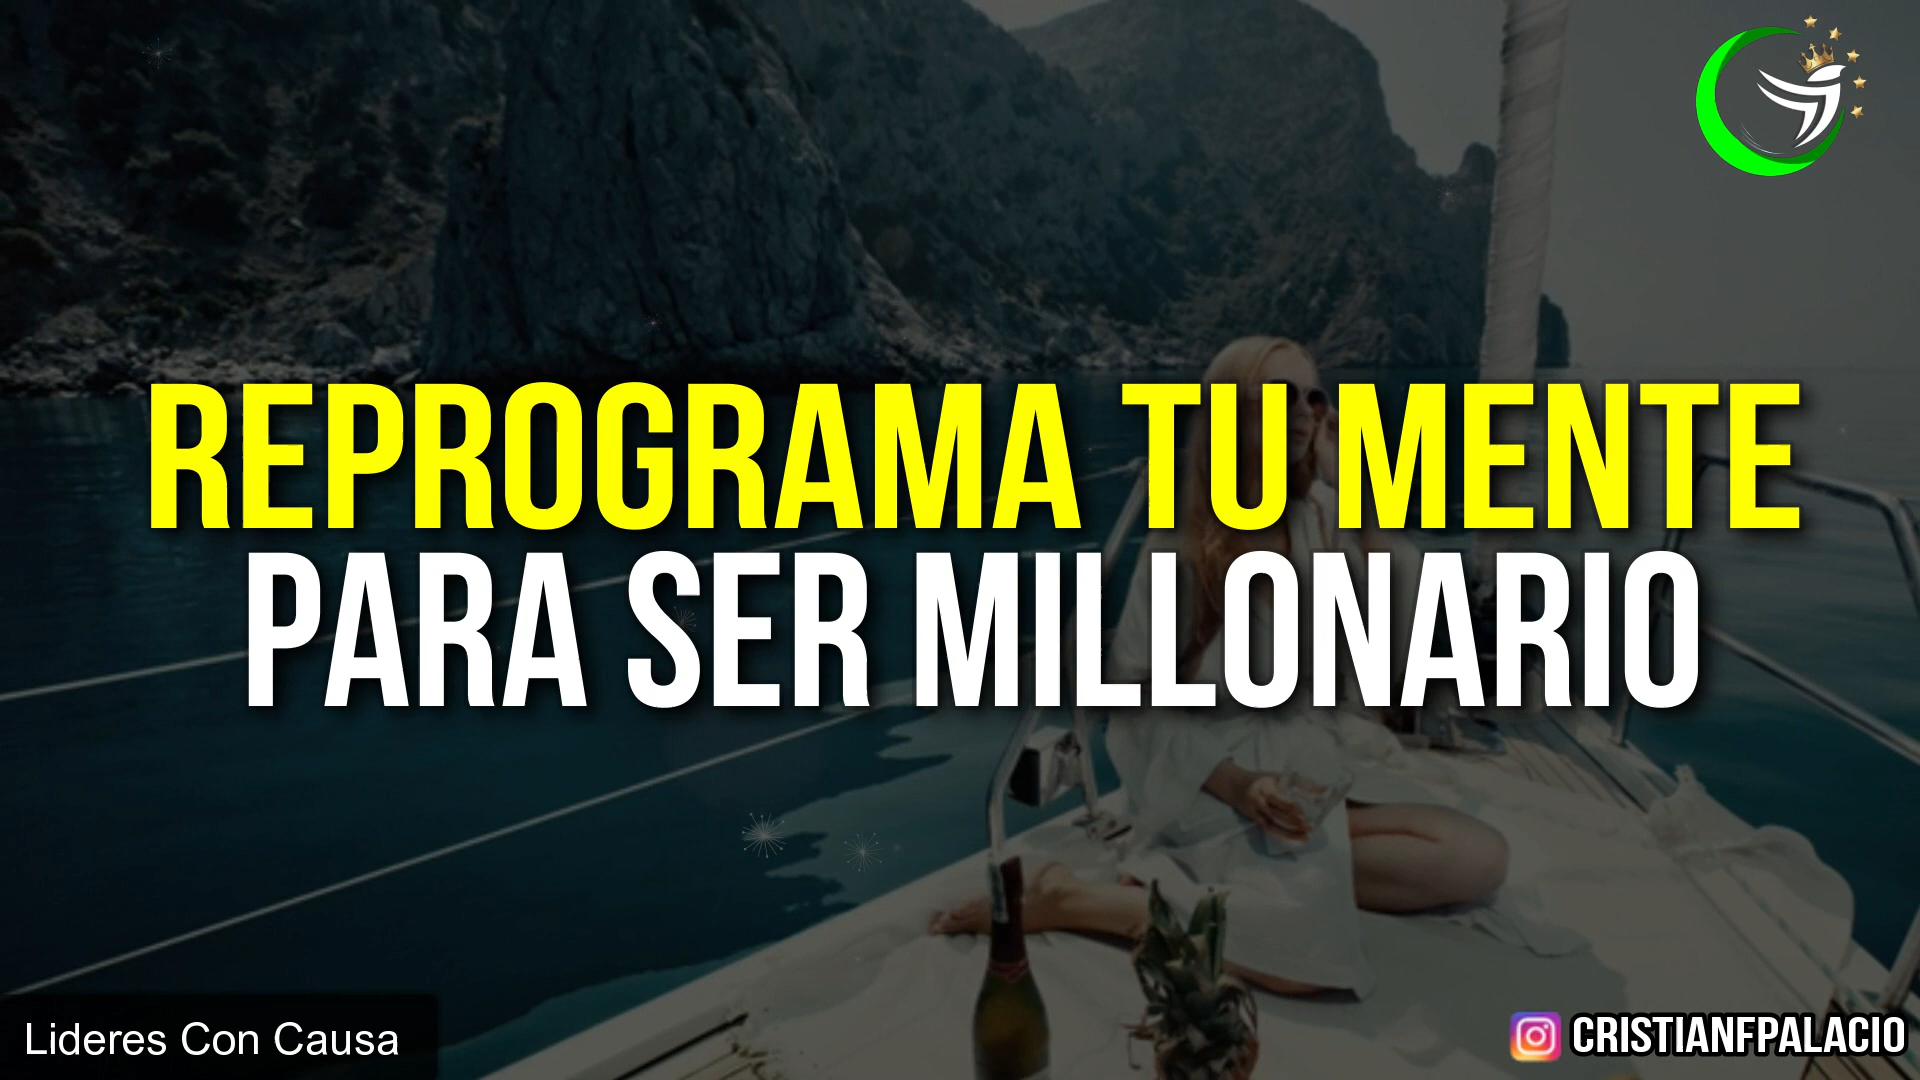 REPROGRAMA TU MENTE
PARA SER MILLONARIO
Lideres Con Causa
CRISTIANFPALACIO